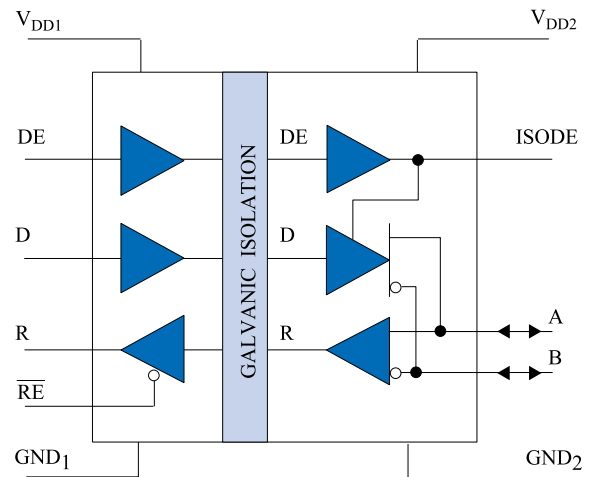 VDD1 VDD2
DE DE ISODE
GALVANIC ISOLATION
D D
R R A
B
RE
GND1 GND2